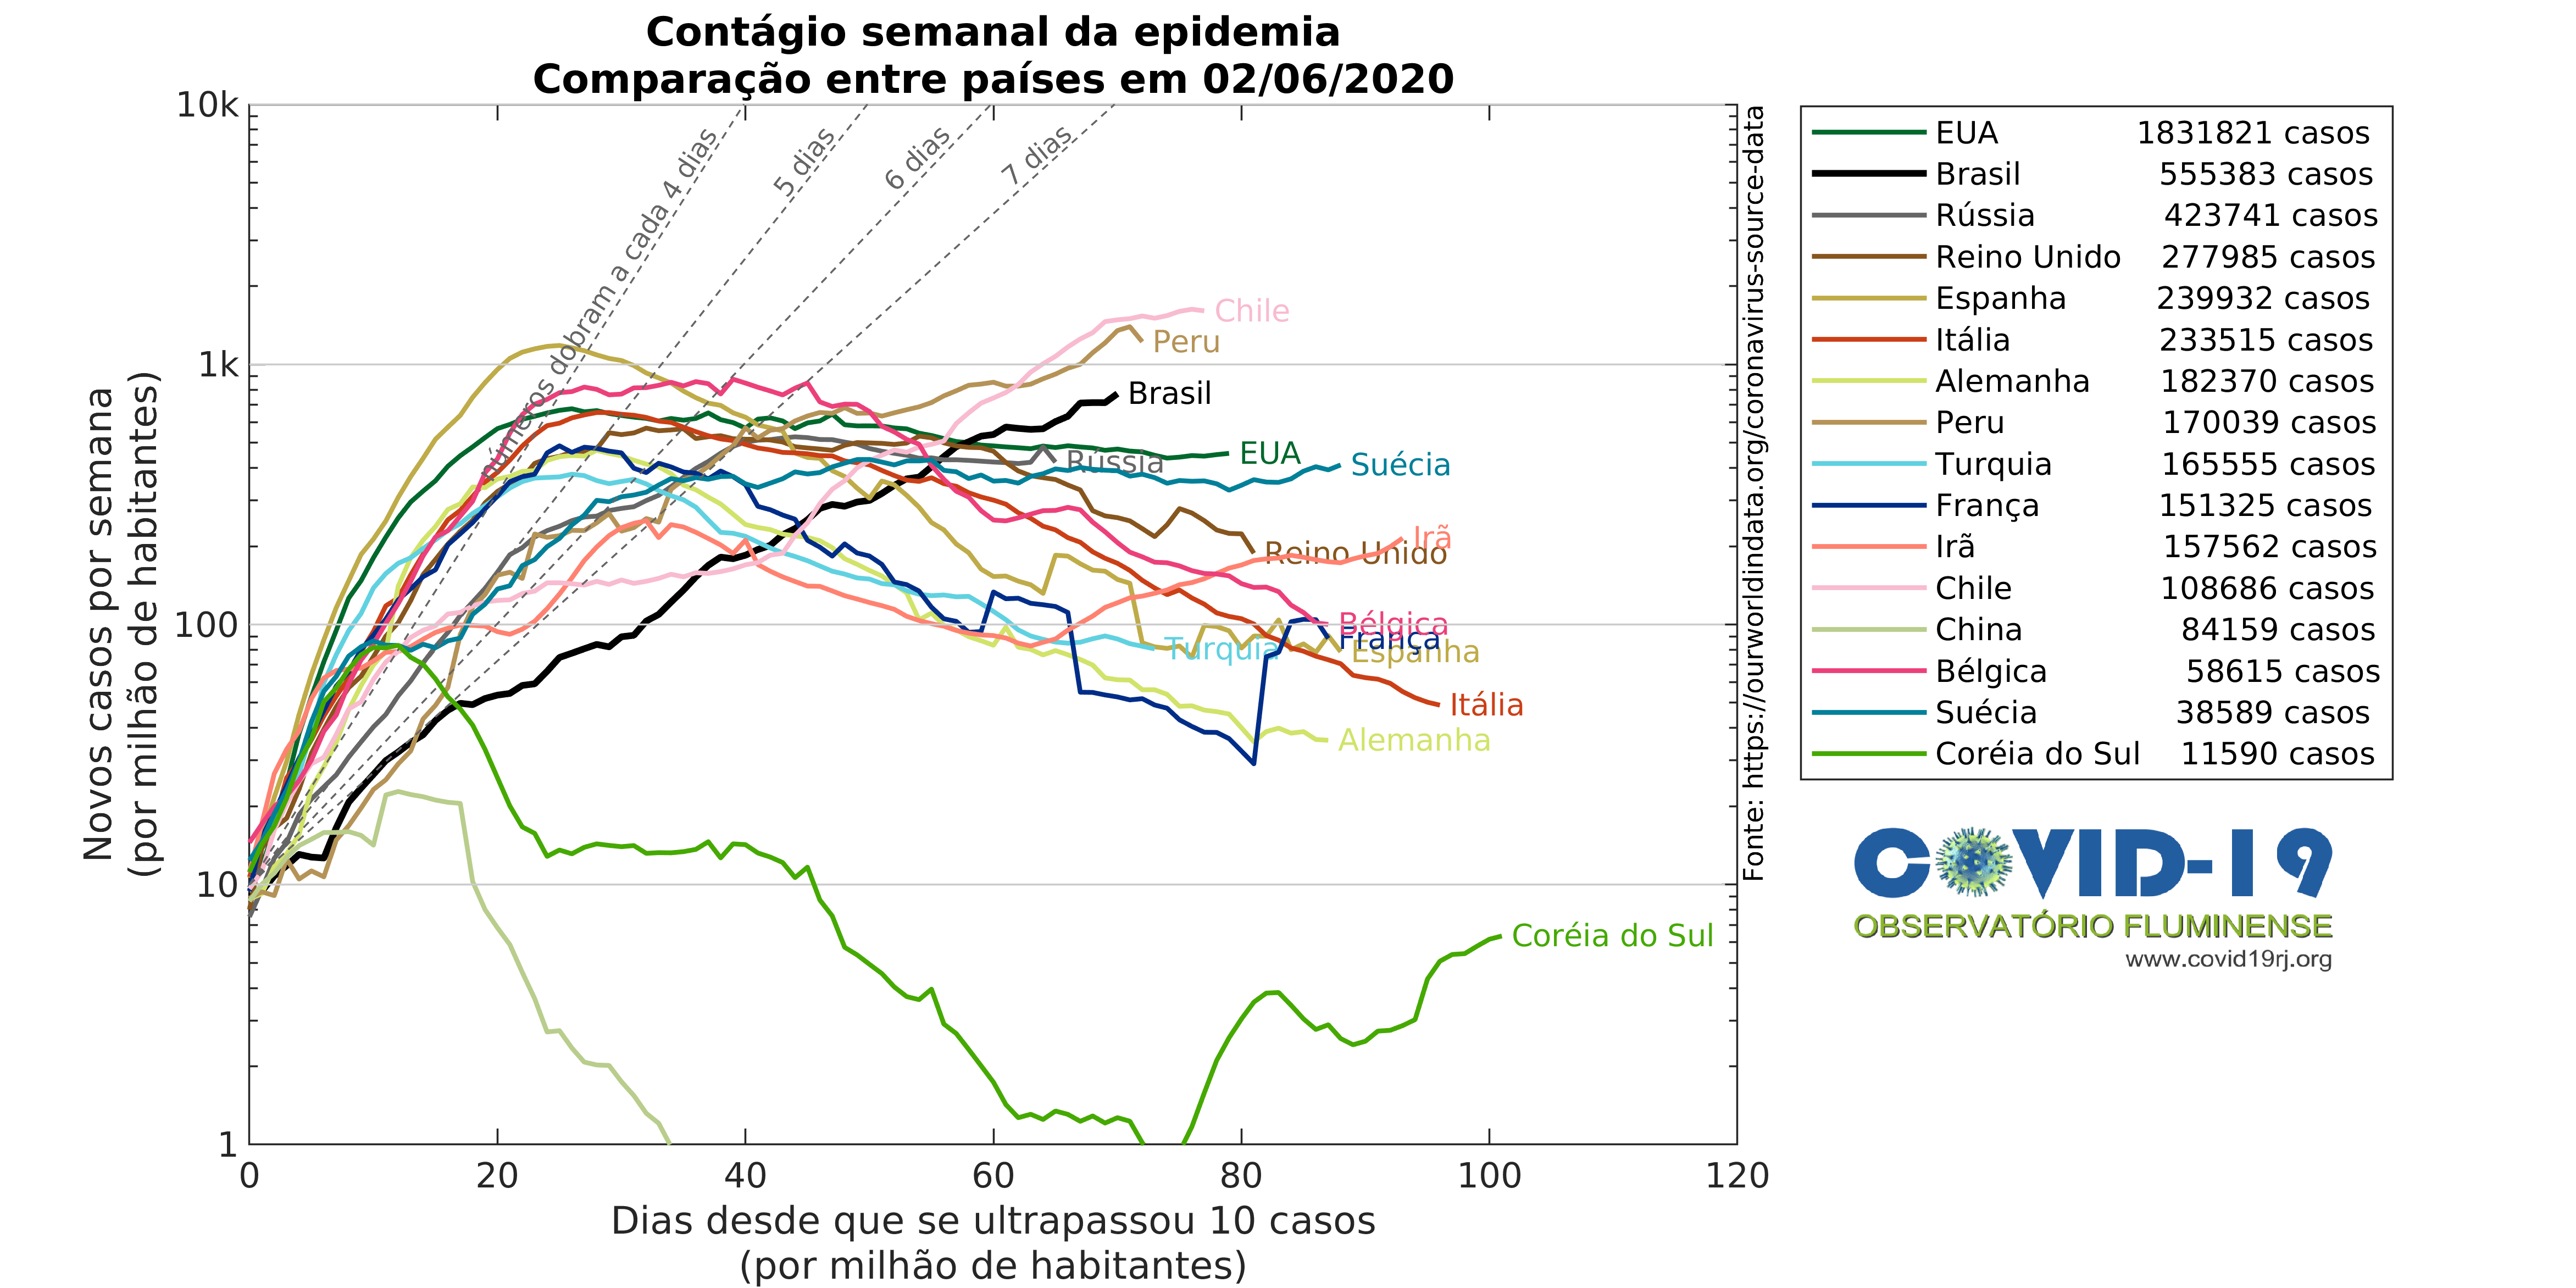 Contágio semanal da epidemia
Comparação entre países em 02/06/2020
Novos casos por semana
(por milhão de habitantes)
10k
1k
100
10
1
0
20
40
60
80
100
120
Dias desde que se ultrapassou 10 casos
(por milhão de habitantes)
números dobram a cada 4 dias
5 dias
6 dias
7 dias
Chile
Peru
Brasil
EUA
Rússia
Suécia
Irã
Reino Unido
Bélgica
França
Turquia
Espanha
Itália
Alemanha
Coréia do Sul
Fonte: https://ourworldindata.org/coronavirus-source-data
EUA 1831821 casos
Brasil 555383 casos
Rússia 423741 casos
Reino Unido 277985 casos
Espanha 239932 casos
Itália 233515 casos
Alemanha 182370 casos
Peru 170039 casos
Turquia 165555 casos
França 151325 casos
Irã 157562 casos
Chile 108686 casos
China 84159 casos
Bélgica 58615 casos
Suécia 38589 casos
Coréia do Sul 11590 casos
COVID-19
OBSERVATÓRIO FLUMINENSE
www.covid19rj.org